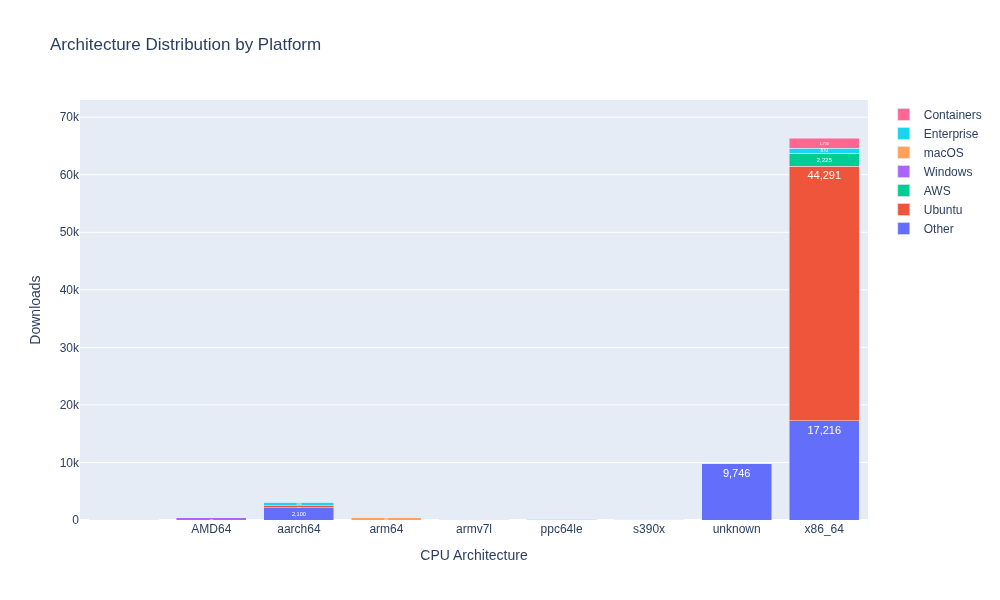 Architecture Distribution by Platform
70k
60k
50k
40k
30k
20k
10k
0
Downloads
2,225
44,291
17,216
9,746
2,100
AMD64
aarch64
arm64
armv7l
ppc64le
s390x
unknown
x86_64
CPU Architecture
Containers
Enterprise
macOS
Windows
AWS
Ubuntu
Other